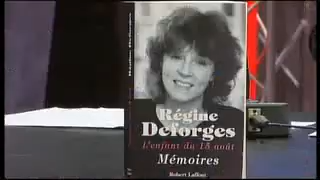 Régine
Deforges
L'enfant du 15 août
Mémoires
Robert Laffont